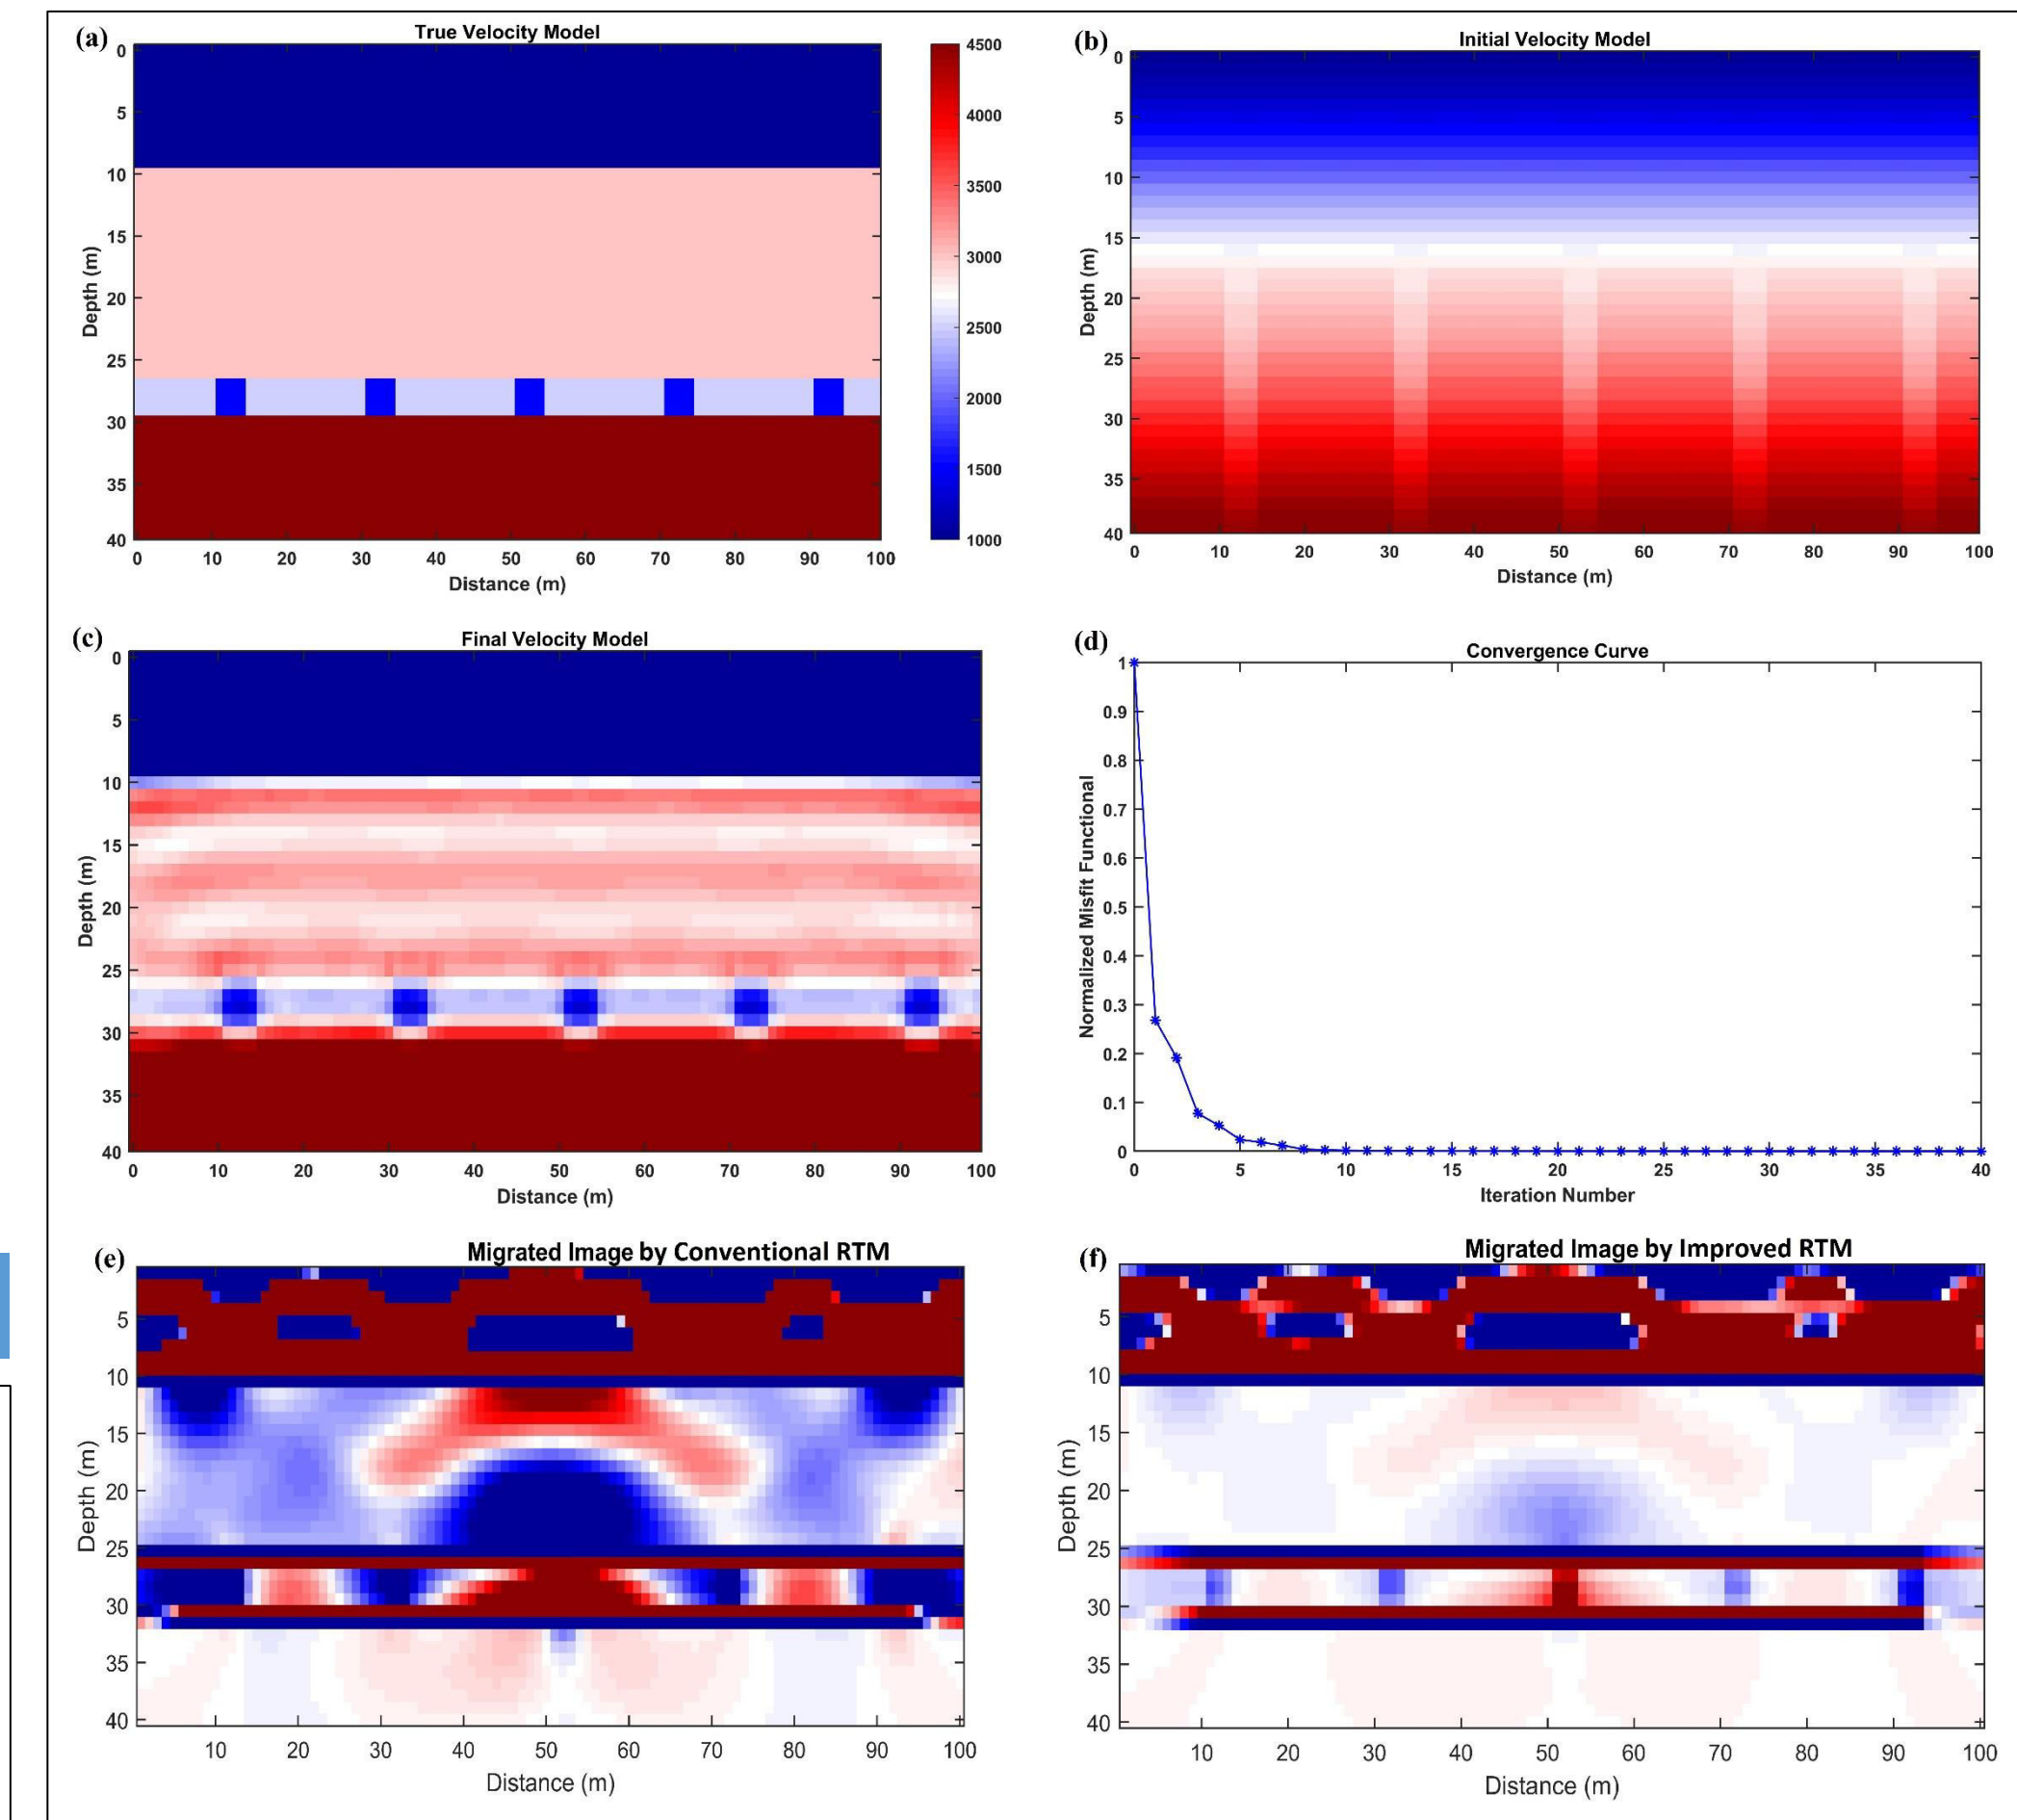 (a)
True Velocity Model
0
5
10
15
20
25
30
35
40
Depth (m)
0 10 20 30 40 50 60 70 80 90 100
Distance (m)
4500
4000
3500
3000
2500
2000
1500
1000
(b)
Initial Velocity Model
0
5
10
15
20
25
30
35
40
Depth (m)
0 10 20 30 40 50 60 70 80 90 100
Distance (m)
(c)
Final Velocity Model
0
5
10
15
20
25
30
35
40
Depth (m)
0 10 20 30 40 50 60 70 80 90 100
Distance (m)
(d)
Convergence Curve
1
0.9
0.8
0.7
0.6
0.5
0.4
0.3
0.2
0.1
0
Normalized Misfit Functional
0 5 10 15 20 25 30 35 40
Iteration Number
(e)
Migrated Image by Conventional RTM
5
10
15
20
25
30
35
40
Depth (m)
10 20 30 40 50 60 70 80 90 100
Distance (m)
(f)
Migrated Image by Improved RTM
5
10
15
20
25
30
35
40
Depth (m)
10 20 30 40 50 60 70 80 90 100
Distance (m)